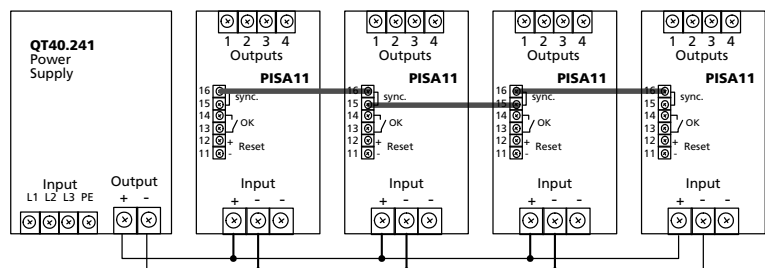 QT40.241
Power
Supply
Input
L1 L2 L3 PE
Output
+ -
1 2 3 4
Outputs
PISA11
16
sync.
15
14
OK
13
12 +
Reset
11 -
Input
+ - -
1 2 3 4
Outputs
PISA11
16
sync.
15
14
OK
13
12 +
Reset
11 -
Input
+ - -
1 2 3 4
Outputs
PISA11
16
sync.
15
14
OK
13
12 +
Reset
11 -
Input
+ - -
1 2 3 4
Outputs
PISA11
16
sync.
15
14
OK
13
12 +
Reset
11 -
Input
+ - -